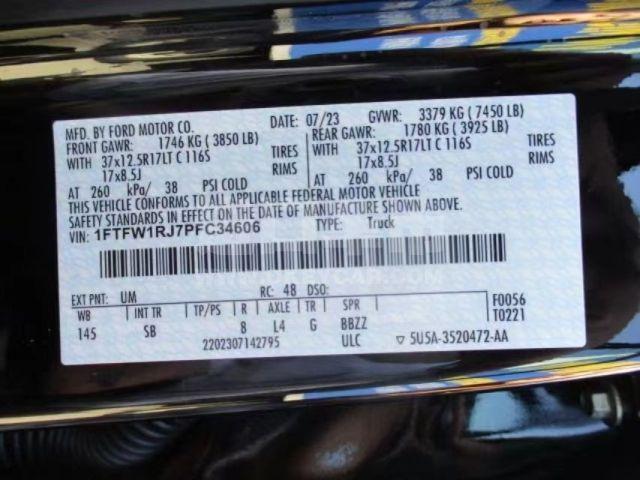 MFD. BY FORD MOTOR CO. DATE: 07/23 GVWR: 3379 KG (7450 LB)
FRONT GAWR: 1746 KG (3850 LB) REAR GAWR: 1780 KG (3925 LB)
WITH TIRES WITH TIRES
37x12.5R17LT C 116S RIMS 37x12.5R17LT C 116S RIMS
17x8.5J 17x8.5J
AT 260 kPa/ 38 PSI COLD AT 260 kPa/ 38 PSI COLD
THIS VEHICLE CONFORMS TO ALL APPLICABLE FEDERAL MOTOR VEHICLE
SAFETY STANDARDS IN EFFECT ON THE DATE OF MANUFACTURE SHOWN ABOVE.
VIN: 1FTFW1RJ7PFC34606 TYPE: Truck
EXT PNT: UM RC: 48 DSO:
WB INT TR TP/PS R AXLE TR SPR F0056
145 SB 8 L4 G BBZZ T0221
2202307142795 ULC 5U5A-3520472-AA